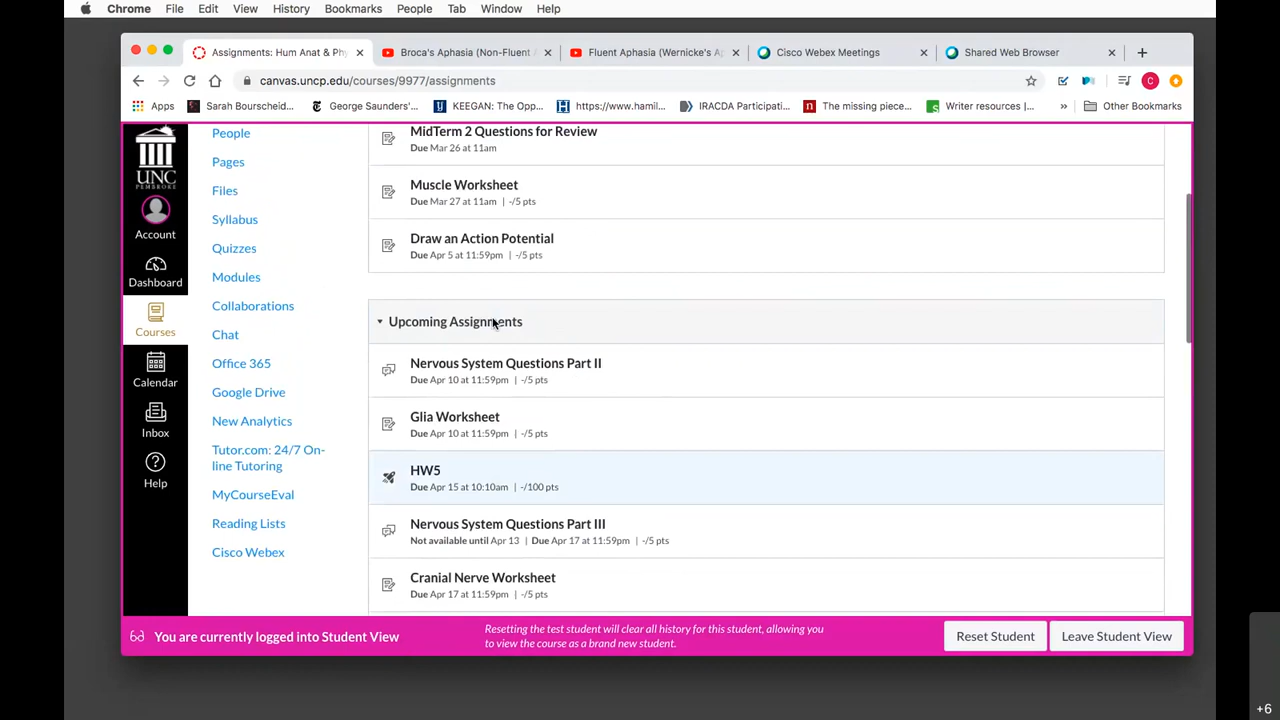 Chrome File Edit View History Bookmarks People Tab Window Help
Assignments: Hum Anat & Phy
Broca's Aphasia (Non-Fluent A
Fluent Aphasia (Wernicke's Ap
Cisco Webex Meetings
Shared Web Browser
canvas.uncp.edu/courses/9977/assignments
Apps
Sarah Bourscheid...
George Saunders'...
KEEGAN: The Opp...
https://www.hamil...
IRACDA Participati...
The missing piece...
Writer resources |...
»
Other Bookmarks
UNC
PEMBROKE
Account
Dashboard
Courses
Calendar
Inbox
Help
People
Pages
Files
Syllabus
Quizzes
Modules
Collaborations
Chat
Office 365
Google Drive
New Analytics
Tutor.com: 24/7 On-
line Tutoring
MyCourseEval
Reading Lists
Cisco Webex
MidTerm 2 Questions for Review
Due Mar 26 at 11am
Muscle Worksheet
Due Mar 27 at 11am | -/5 pts
Draw an Action Potential
Due Apr 5 at 11:59pm | -/5 pts
Upcoming Assignments
Nervous System Questions Part II
Due Apr 10 at 11:59pm | -/5 pts
Glia Worksheet
Due Apr 10 at 11:59pm | -/5 pts
HW5
Due Apr 15 at 10:10am | -/100 pts
Nervous System Questions Part III
Not available until Apr 13 | Due Apr 17 at 11:59pm | -/5 pts
Cranial Nerve Worksheet
Due Apr 17 at 11:59pm | -/5 pts
You are currently logged into Student View
Resetting the test student will clear all history for this student, allowing you
to view the course as a brand new student.
Reset Student
Leave Student View
+6